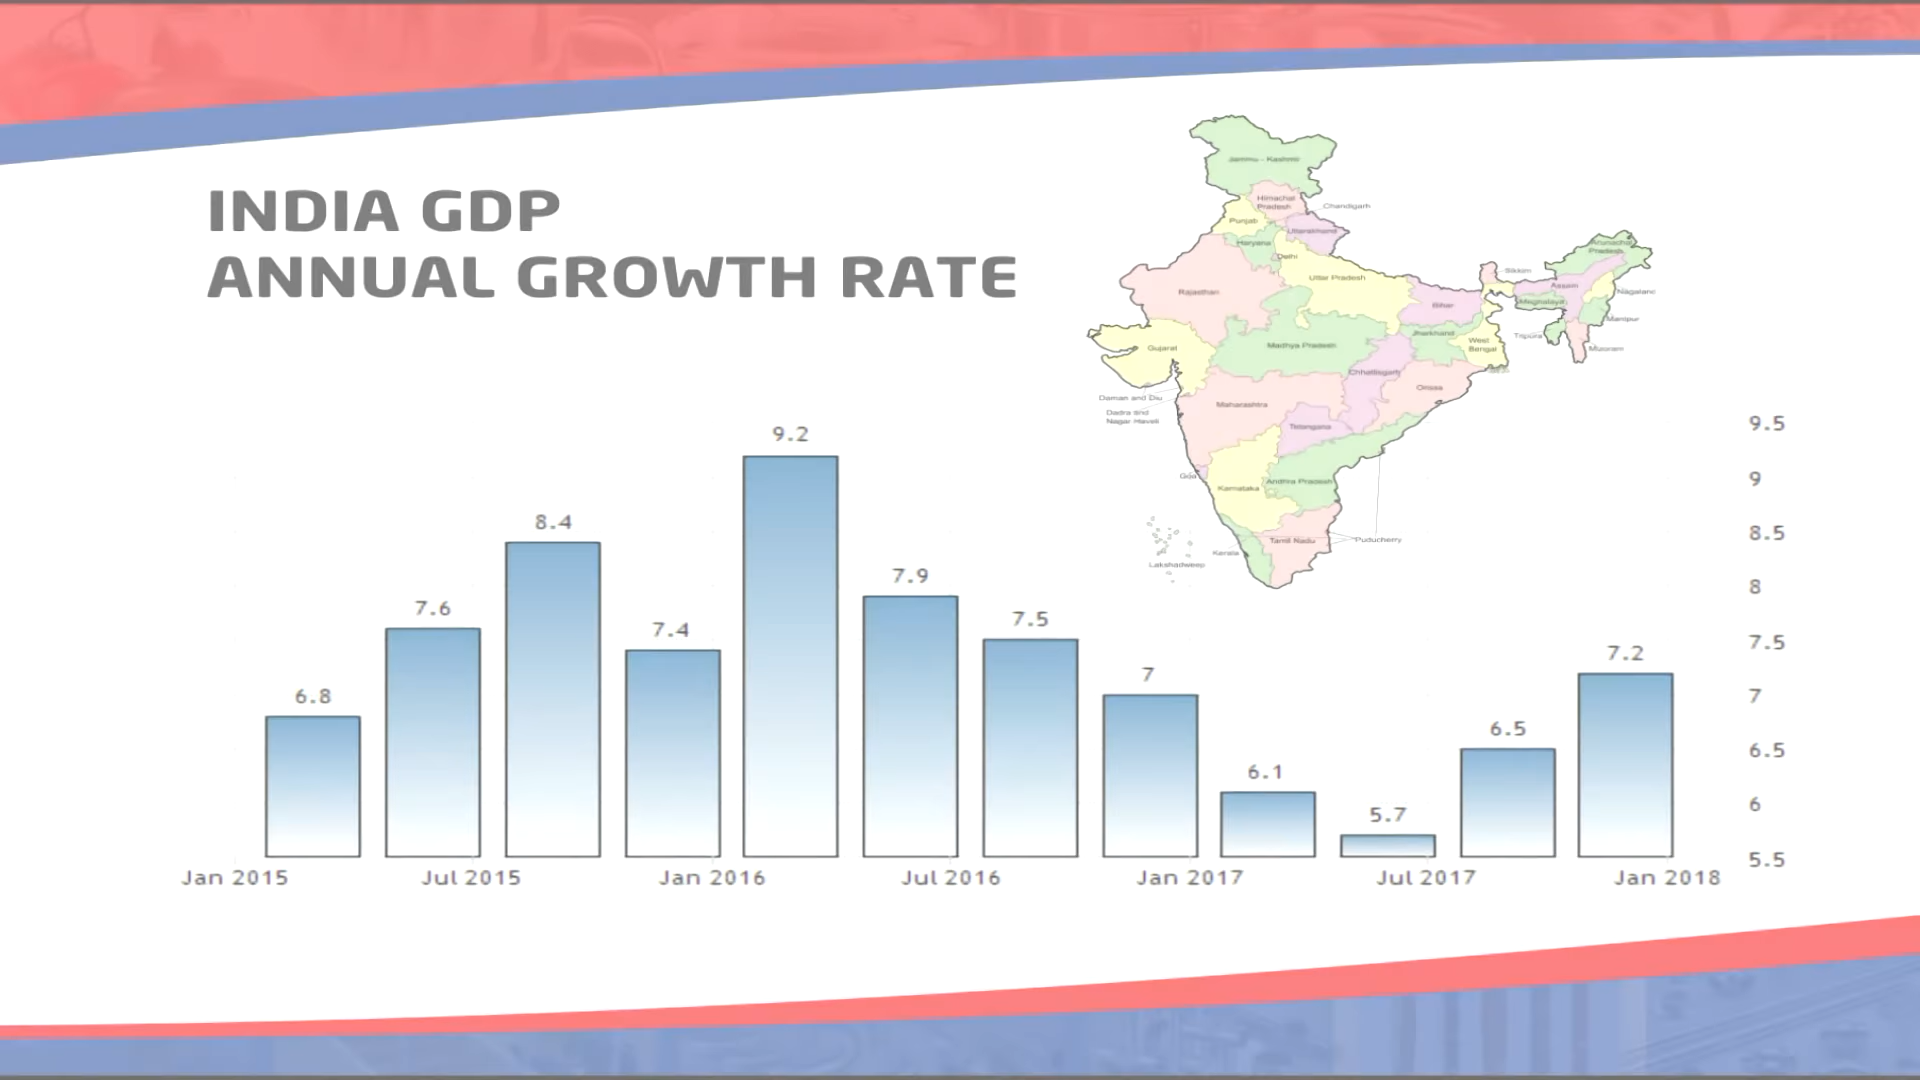 INDIA GDP
ANNUAL GROWTH RATE
Jammu - Kashmir
Himachal
Pradesh
Chandigarh
Punjab
Uttarakhand
Haryana
Delhi
Arunachal
Pradesh
Sikkim
Uttar Pradesh
Assam
Nagaland
Rajasthan
Bihar
Meghalaya
Manipur
Tripura
Mizoram
Jharkhand
West
Bengal
Gujarat
Madhya Pradesh
Chhattisgarh
Orissa
Daman and Diu
Dadra and
Nagar Haveli
Maharashtra
Telangana
Goa
Karnataka
Andhra Pradesh
Tamil Nadu
Puducherry
Kerala
Lakshadweep
6.8
7.6
8.4
7.4
9.2
7.9
7.5
7
6.1
5.7
6.5
7.2
9.5
9
8.5
8
7.5
7
6.5
6
5.5
Jan 2015 Jul 2015 Jan 2016 Jul 2016 Jan 2017 Jul 2017 Jan 2018